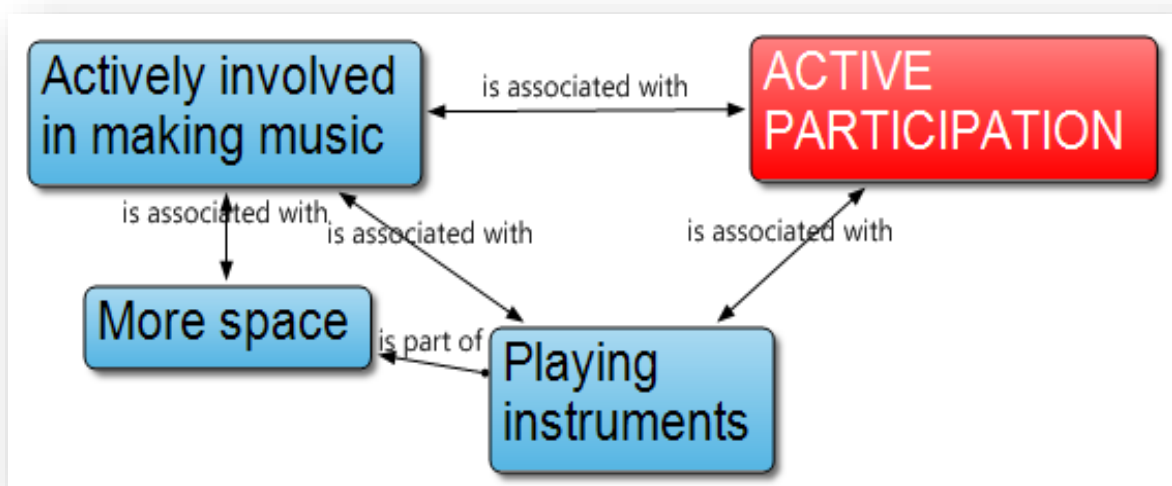 Actively involved
in making music
is associated with
ACTIVE
PARTICIPATION
is associated with
is associated with
is associated with
More space
is part of
Playing
instruments